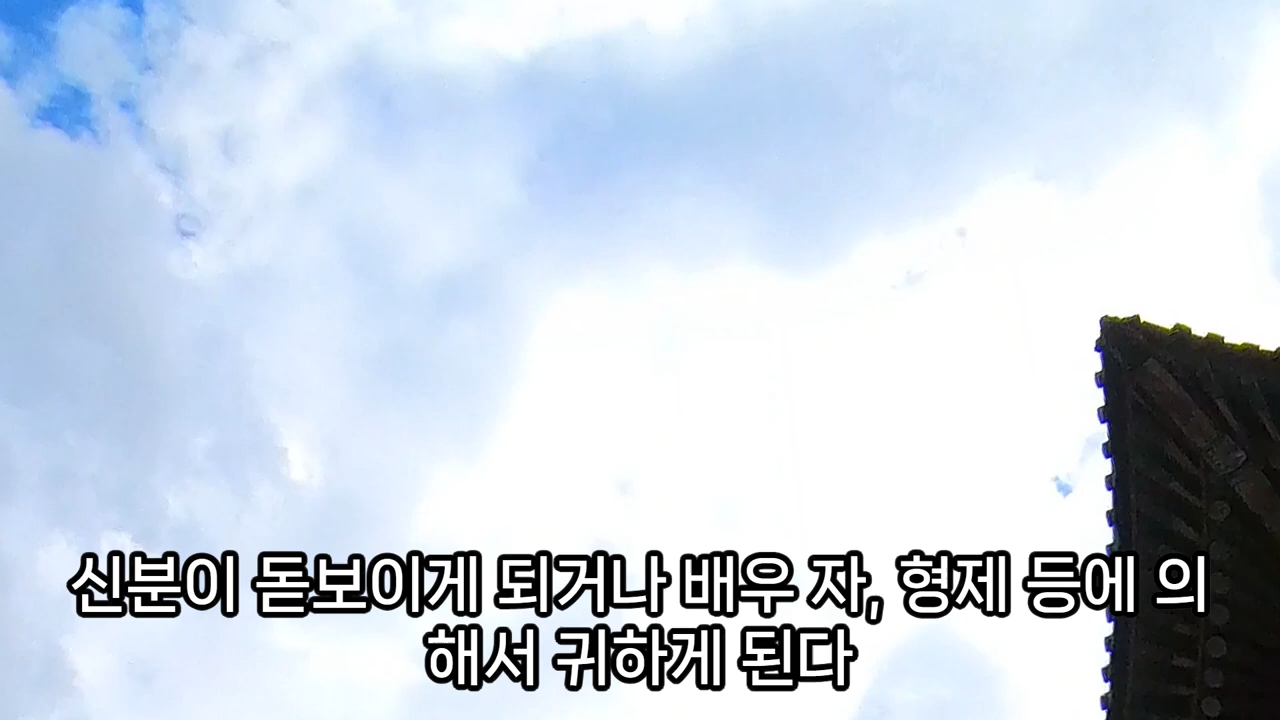 신분이 돋보이게 되거나 배우 자, 형제 등에 의
해서 귀하게 된다